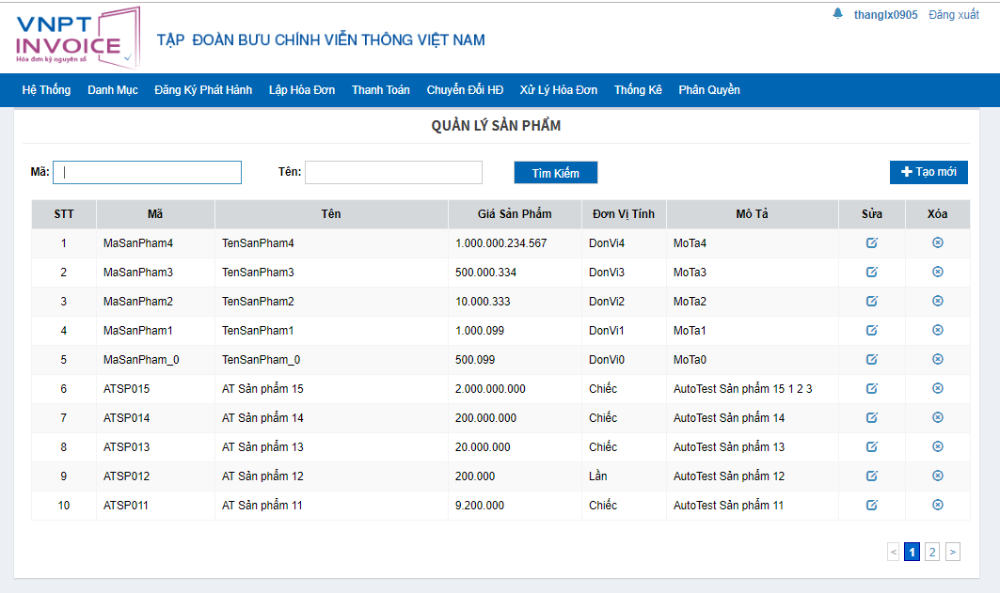 VNPT
INVOICE
Hóa đơn kỷ nguyên số
TẬP ĐOÀN BƯU CHÍNH VIỄN THÔNG VIỆT NAM
thanglx0905 Đăng xuất
Hệ Thống Danh Mục Đăng Ký Phát Hành Lập Hóa Đơn Thanh Toán Chuyển Đổi HĐ Xử Lý Hóa Đơn Thống Kê Phân Quyền
QUẢN LÝ SẢN PHẨM
Mã: Tên: Tìm Kiếm Tạo mới
STT Mã Tên Giá Sản Phẩm Đơn Vị Tính Mô Tả Sửa Xóa
1 MaSanPham4 TenSanPham4 1.000.000.234.567 DonVi4 MoTa4
2 MaSanPham3 TenSanPham3 500.000.334 DonVi3 MoTa3
3 MaSanPham2 TenSanPham2 10.000.333 DonVi2 MoTa2
4 MaSanPham1 TenSanPham1 1.000.099 DonVi1 MoTa1
5 MaSanPham_0 TenSanPham_0 500.099 DonVi0 MoTa0
6 ATSP015 AT Sản phẩm 15 2.000.000.000 Chiếc AutoTest Sản phẩm 15 1 2 3
7 ATSP014 AT Sản phẩm 14 200.000.000 Chiếc AutoTest Sản phẩm 14
8 ATSP013 AT Sản phẩm 13 20.000.000 Chiếc AutoTest Sản phẩm 13
9 ATSP012 AT Sản phẩm 12 200.000 Lần AutoTest Sản phẩm 12
10 ATSP011 AT Sản phẩm 11 9.200.000 Chiếc AutoTest Sản phẩm 11
< 1 2 >